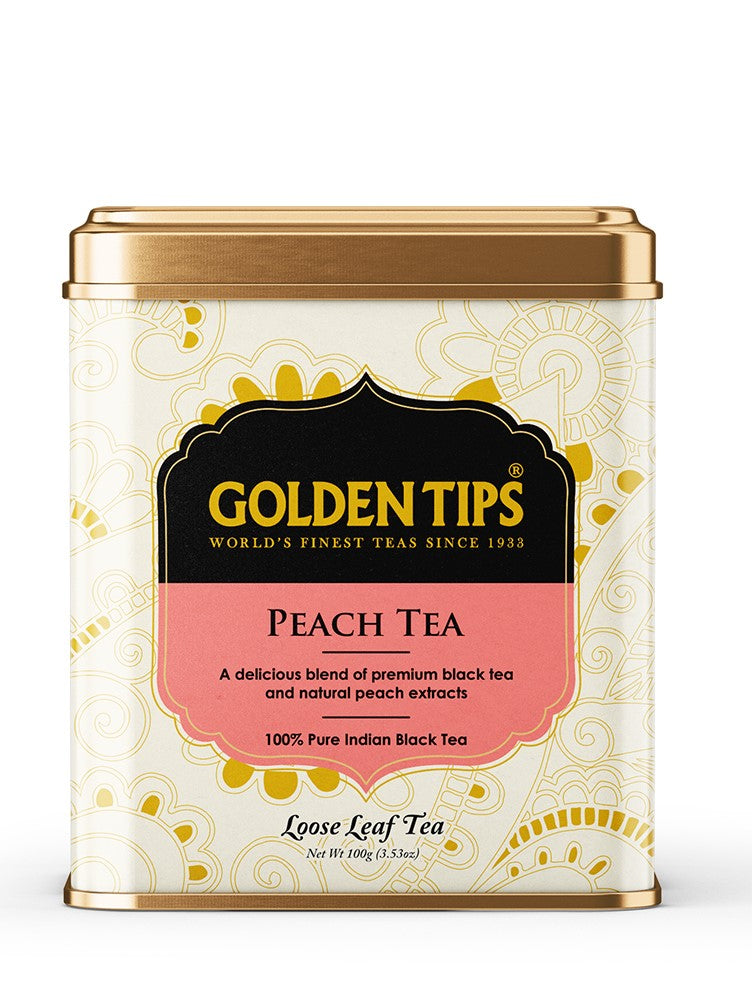 GOLDEN TIPS®
WORLD'S FINEST TEAS SINCE 1933
PEACH TEA
A delicious blend of premium black tea
and natural peach extracts
100% Pure Indian Black Tea
Loose Leaf Tea
Net Wt 100g (3.53oz)